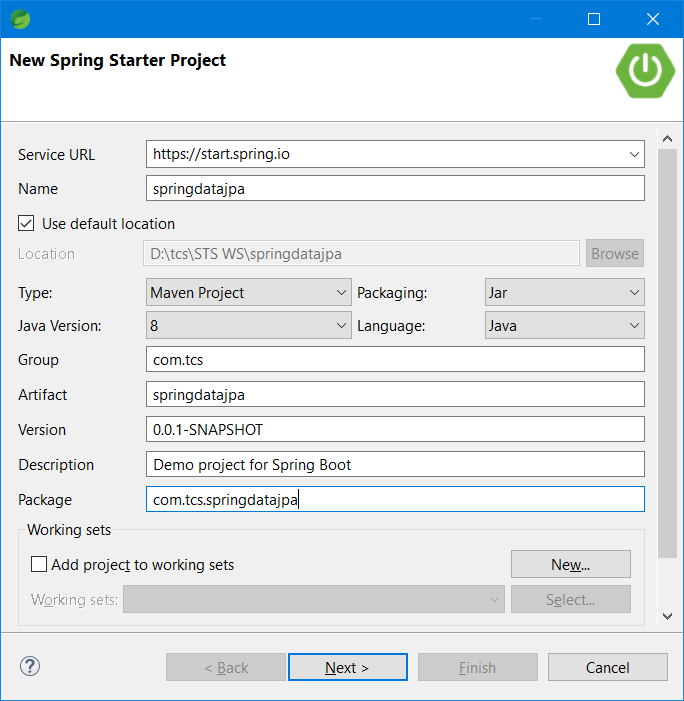 New Spring Starter Project
Service URL https://start.spring.io
Name springdatajpa
Use default location
Location D:\tcs\STS WS\springdatajpa Browse
Type: Maven Project Packaging: Jar
Java Version: 8 Language: Java
Group com.tcs
Artifact springdatajpa
Version 0.0.1-SNAPSHOT
Description Demo project for Spring Boot
Package com.tcs.springdatajpa
Working sets
Add project to working sets New...
Working sets: Select...
? < Back Next > Finish Cancel